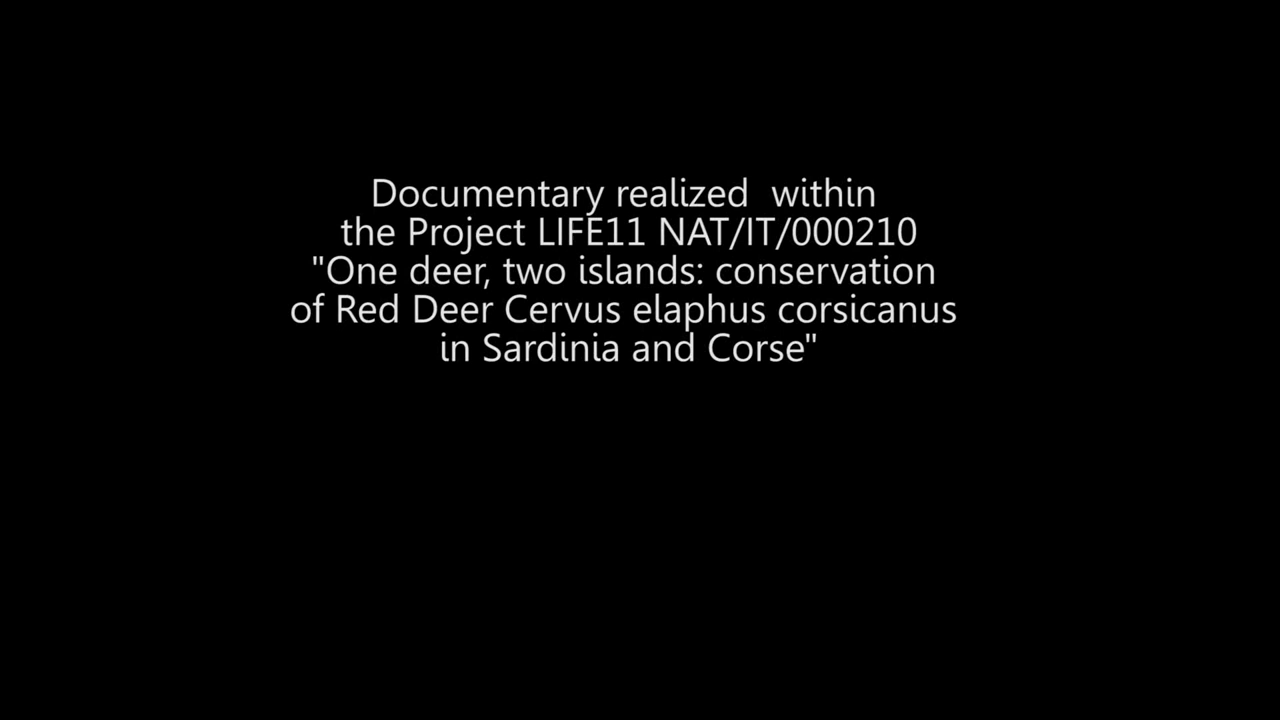 Documentary realized  within
the Project LIFE11 NAT/IT/000210
"One deer, two islands: conservation
of Red Deer Cervus elaphus corsicanus
in Sardinia and Corse"